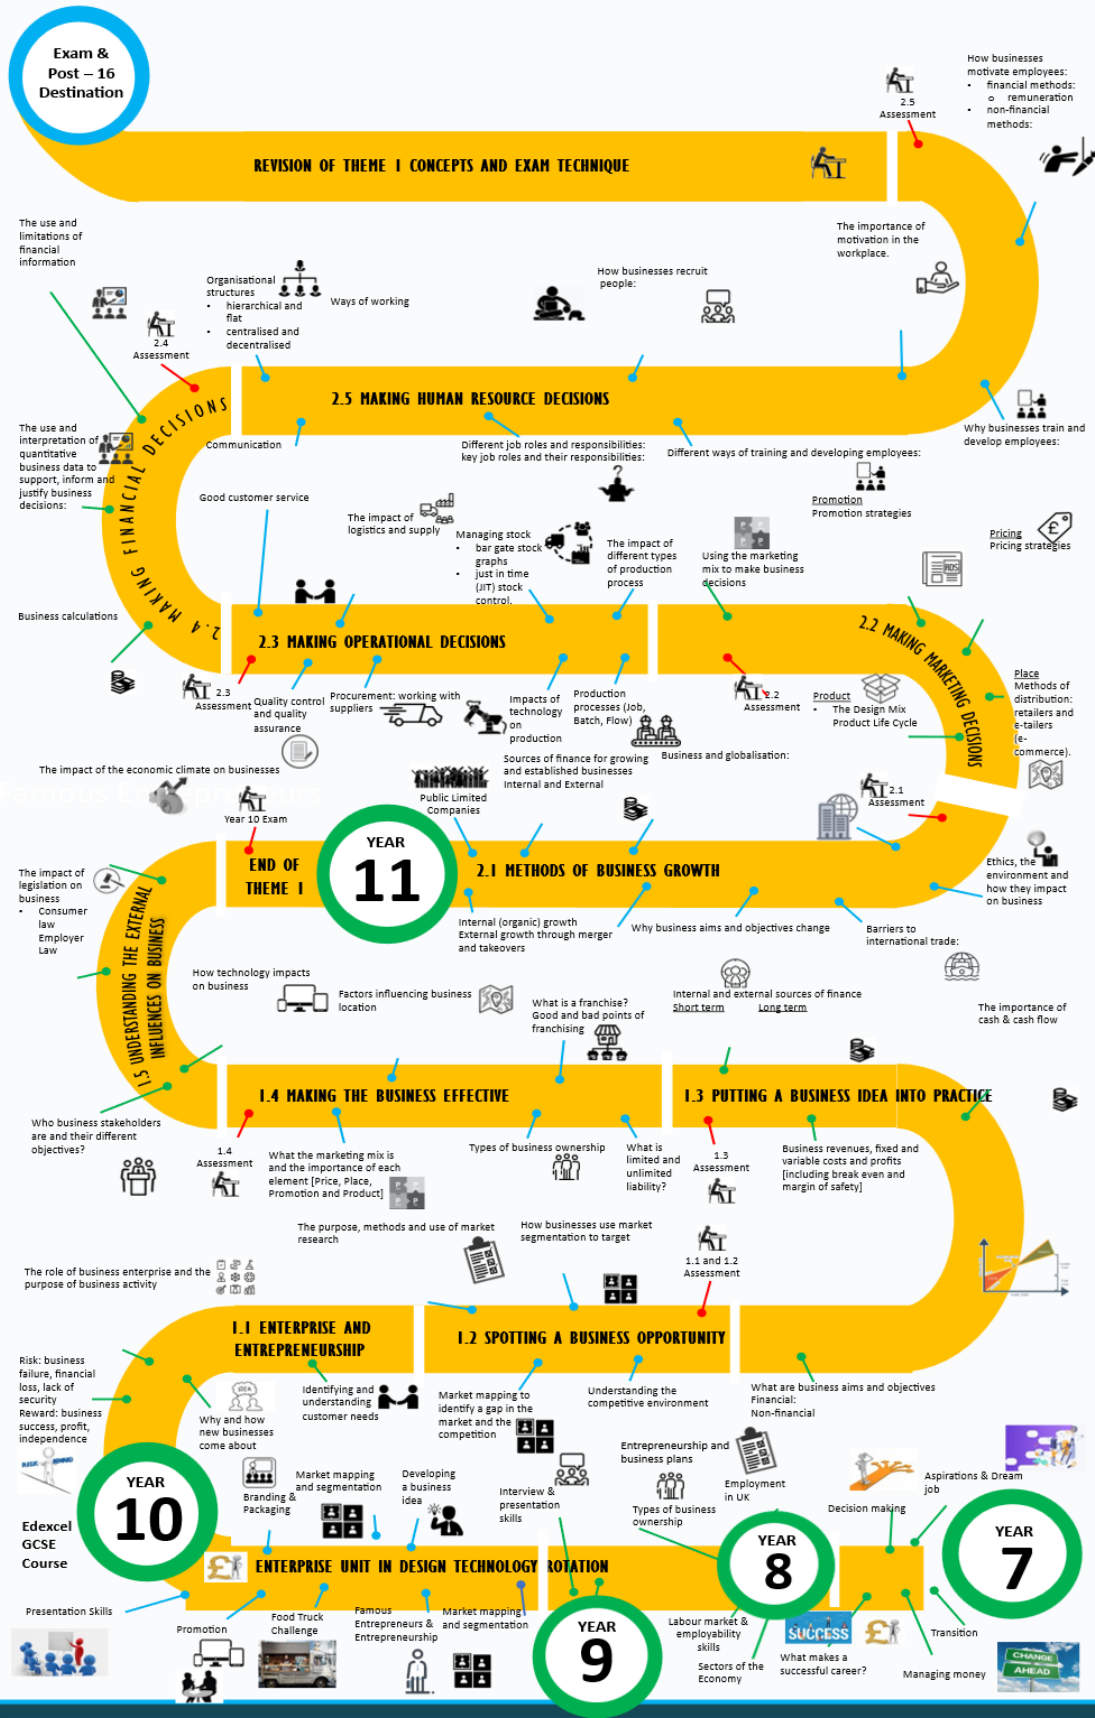 Exam &
Post – 16
Destination
2.5
Assessment
How businesses
motivate employees:
• financial methods:
o remuneration
• non-financial
methods:
REVISION OF THEME 1 CONCEPTS AND EXAM TECHNIQUE
The use and
limitations of
financial
information
The importance of
motivation in the
workplace.
Organisational
structures
• hierarchical and
flat
• centralised and
decentralised
Ways of working
How businesses recruit
people:
2.4
Assessment
2.5 MAKING HUMAN RESOURCE DECISIONS
Why businesses train and
develop employees:
The use and
interpretation of
quantitative
business data to
support, inform and
justify business
decisions:
2.4 MAKING FINANCIAL DECISIONS
Communication
Different job roles and responsibilities:
key job roles and their responsibilities:
Different ways of training and developing employees:
Good customer service
The impact of
logistics and supply
Managing stock
• bar gate stock
graphs
• just in time
(JIT) stock
control.
The impact of
different types
of production
process
Using the marketing
mix to make business
decisions
Promotion
Promotion strategies
Pricing
Pricing strategies
ADS
Business calculations
2.3 MAKING OPERATIONAL DECISIONS
2.2 MAKING MARKETING DECISIONS
2.3
Assessment
Quality control
and quality
assurance
Procurement: working with
suppliers
Impacts of
technology
on
production
Production
processes (Job,
Batch, Flow)
2.2
Assessment
Product
• The Design Mix
Product Life Cycle
Place
Methods of
distribution:
retailers and
e-tailers
(e-
commerce).
Sources of finance for growing
and established businesses
Internal and External
Business and globalisation:
The impact of the economic climate on businesses
Famous Entrepreneurs
Year 10 Exam
Public Limited
Companies
2.1
Assessment
END OF
THEME 1
YEAR
11
2.1 METHODS OF BUSINESS GROWTH
Ethics, the
environment and
how they impact
on business
The impact of
legislation on
business
• Consumer
law
Employer
Law
1.5 UNDERSTANDING THE EXTERNAL
INFLUENCES ON BUSINESS
Internal (organic) growth
External growth through merger
and takeovers
Why business aims and objectives change
Barriers to
international trade:
How technology impacts
on business
Factors influencing business
location
What is a franchise?
Good and bad points of
franchising
Internal and external sources of finance
Short term Long term
The importance of
cash & cash flow
1.4 MAKING THE BUSINESS EFFECTIVE
1.3 PUTTING A BUSINESS IDEA INTO PRACTICE
Who business stakeholders
are and their different
objectives?
1.4
Assessment
What the marketing mix is
and the importance of each
element [Price, Place,
Promotion and Product]
Types of business ownership
What is
limited and
unlimited
liability?
1.3
Assessment
Business revenues, fixed and
variable costs and profits
[including break even and
margin of safety]
The purpose, methods and use of market
research
How businesses use market
segmentation to target
1.1 and 1.2
Assessment
The role of business enterprise and the
purpose of business activity
1.1 ENTERPRISE AND
ENTREPRENEURSHIP
1.2 SPOTTING A BUSINESS OPPORTUNITY
Risk: business
failure, financial
loss, lack of
security
Reward: business
success, profit,
independence
RISK REWARD
Why and how
new businesses
come about
IDEA
Identifying and
understanding
customer needs
Market mapping to
identify a gap in the
market and the
competition
Understanding the
competitive environment
What are business aims and objectives
Financial:
Non-financial
Edexcel
GCSE
Course
YEAR
10
Branding &
Packaging
Market mapping
and segmentation
Developing
a business
idea
Interview &
presentation
skills
Entrepreneurship and
business plans
Types of business
ownership
Employment
in UK
Decision making
Aspirations & Dream
job
ENTERPRISE UNIT IN DESIGN TECHNOLOGY ROTATION
YEAR
8
YEAR
7
Presentation Skills
Promotion
Food Truck
Challenge
Famous
Entrepreneurs &
Entrepreneurship
Market mapping
and segmentation
YEAR
9
Labour market &
employability
skills
Sectors of the
Economy
SUCCESS
What makes a
successful career?
Managing money
Transition
CHANGE
AHEAD